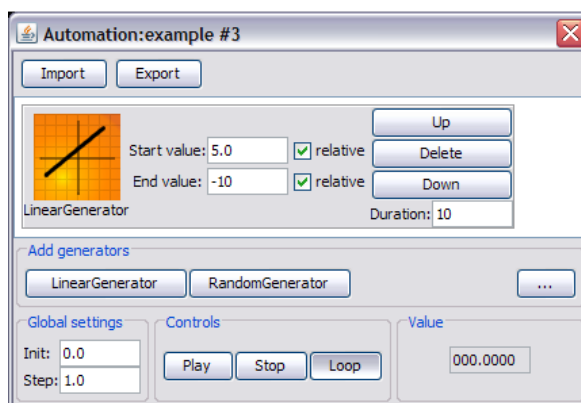 Automation:example #3
Import Export
Up
Start value: 5.0 relative Delete
End value: -10 relative Down
LinearGenerator Duration: 10
Add generators
LinearGenerator RandomGenerator ...
Global settings Controls Value
Init: 0.0
Play Stop Loop 000.0000
Step: 1.0